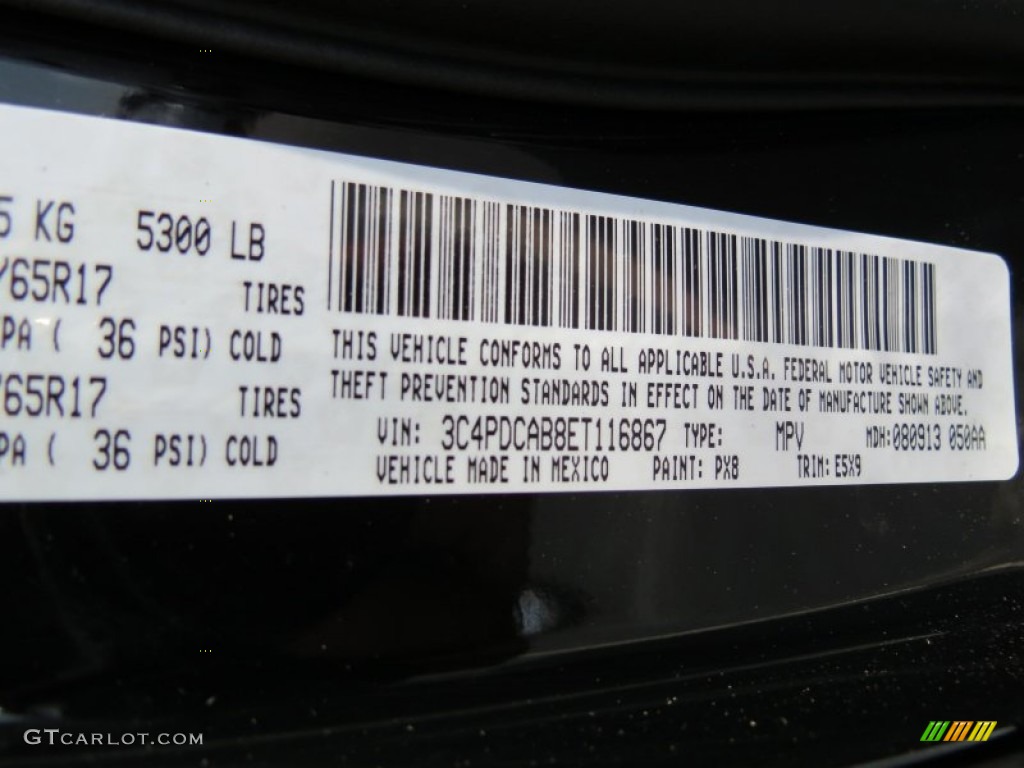 5 KG 5300 LB
/65R17 TIRES
PA ( 36 PSI) COLD
/65R17 TIRES
PA ( 36 PSI) COLD
THIS VEHICLE CONFORMS TO ALL APPLICABLE U.S.A. FEDERAL MOTOR VEHICLE SAFETY AND
THEFT PREVENTION STANDARDS IN EFFECT ON THE DATE OF MANUFACTURE SHOWN ABOVE.
VIN: 3C4PDCAB8ET116867 TYPE: MPV MDH:080913 050AA
VEHICLE MADE IN MEXICO PAINT: PX8 TRIM: E5X9
GTCARLOT.COM